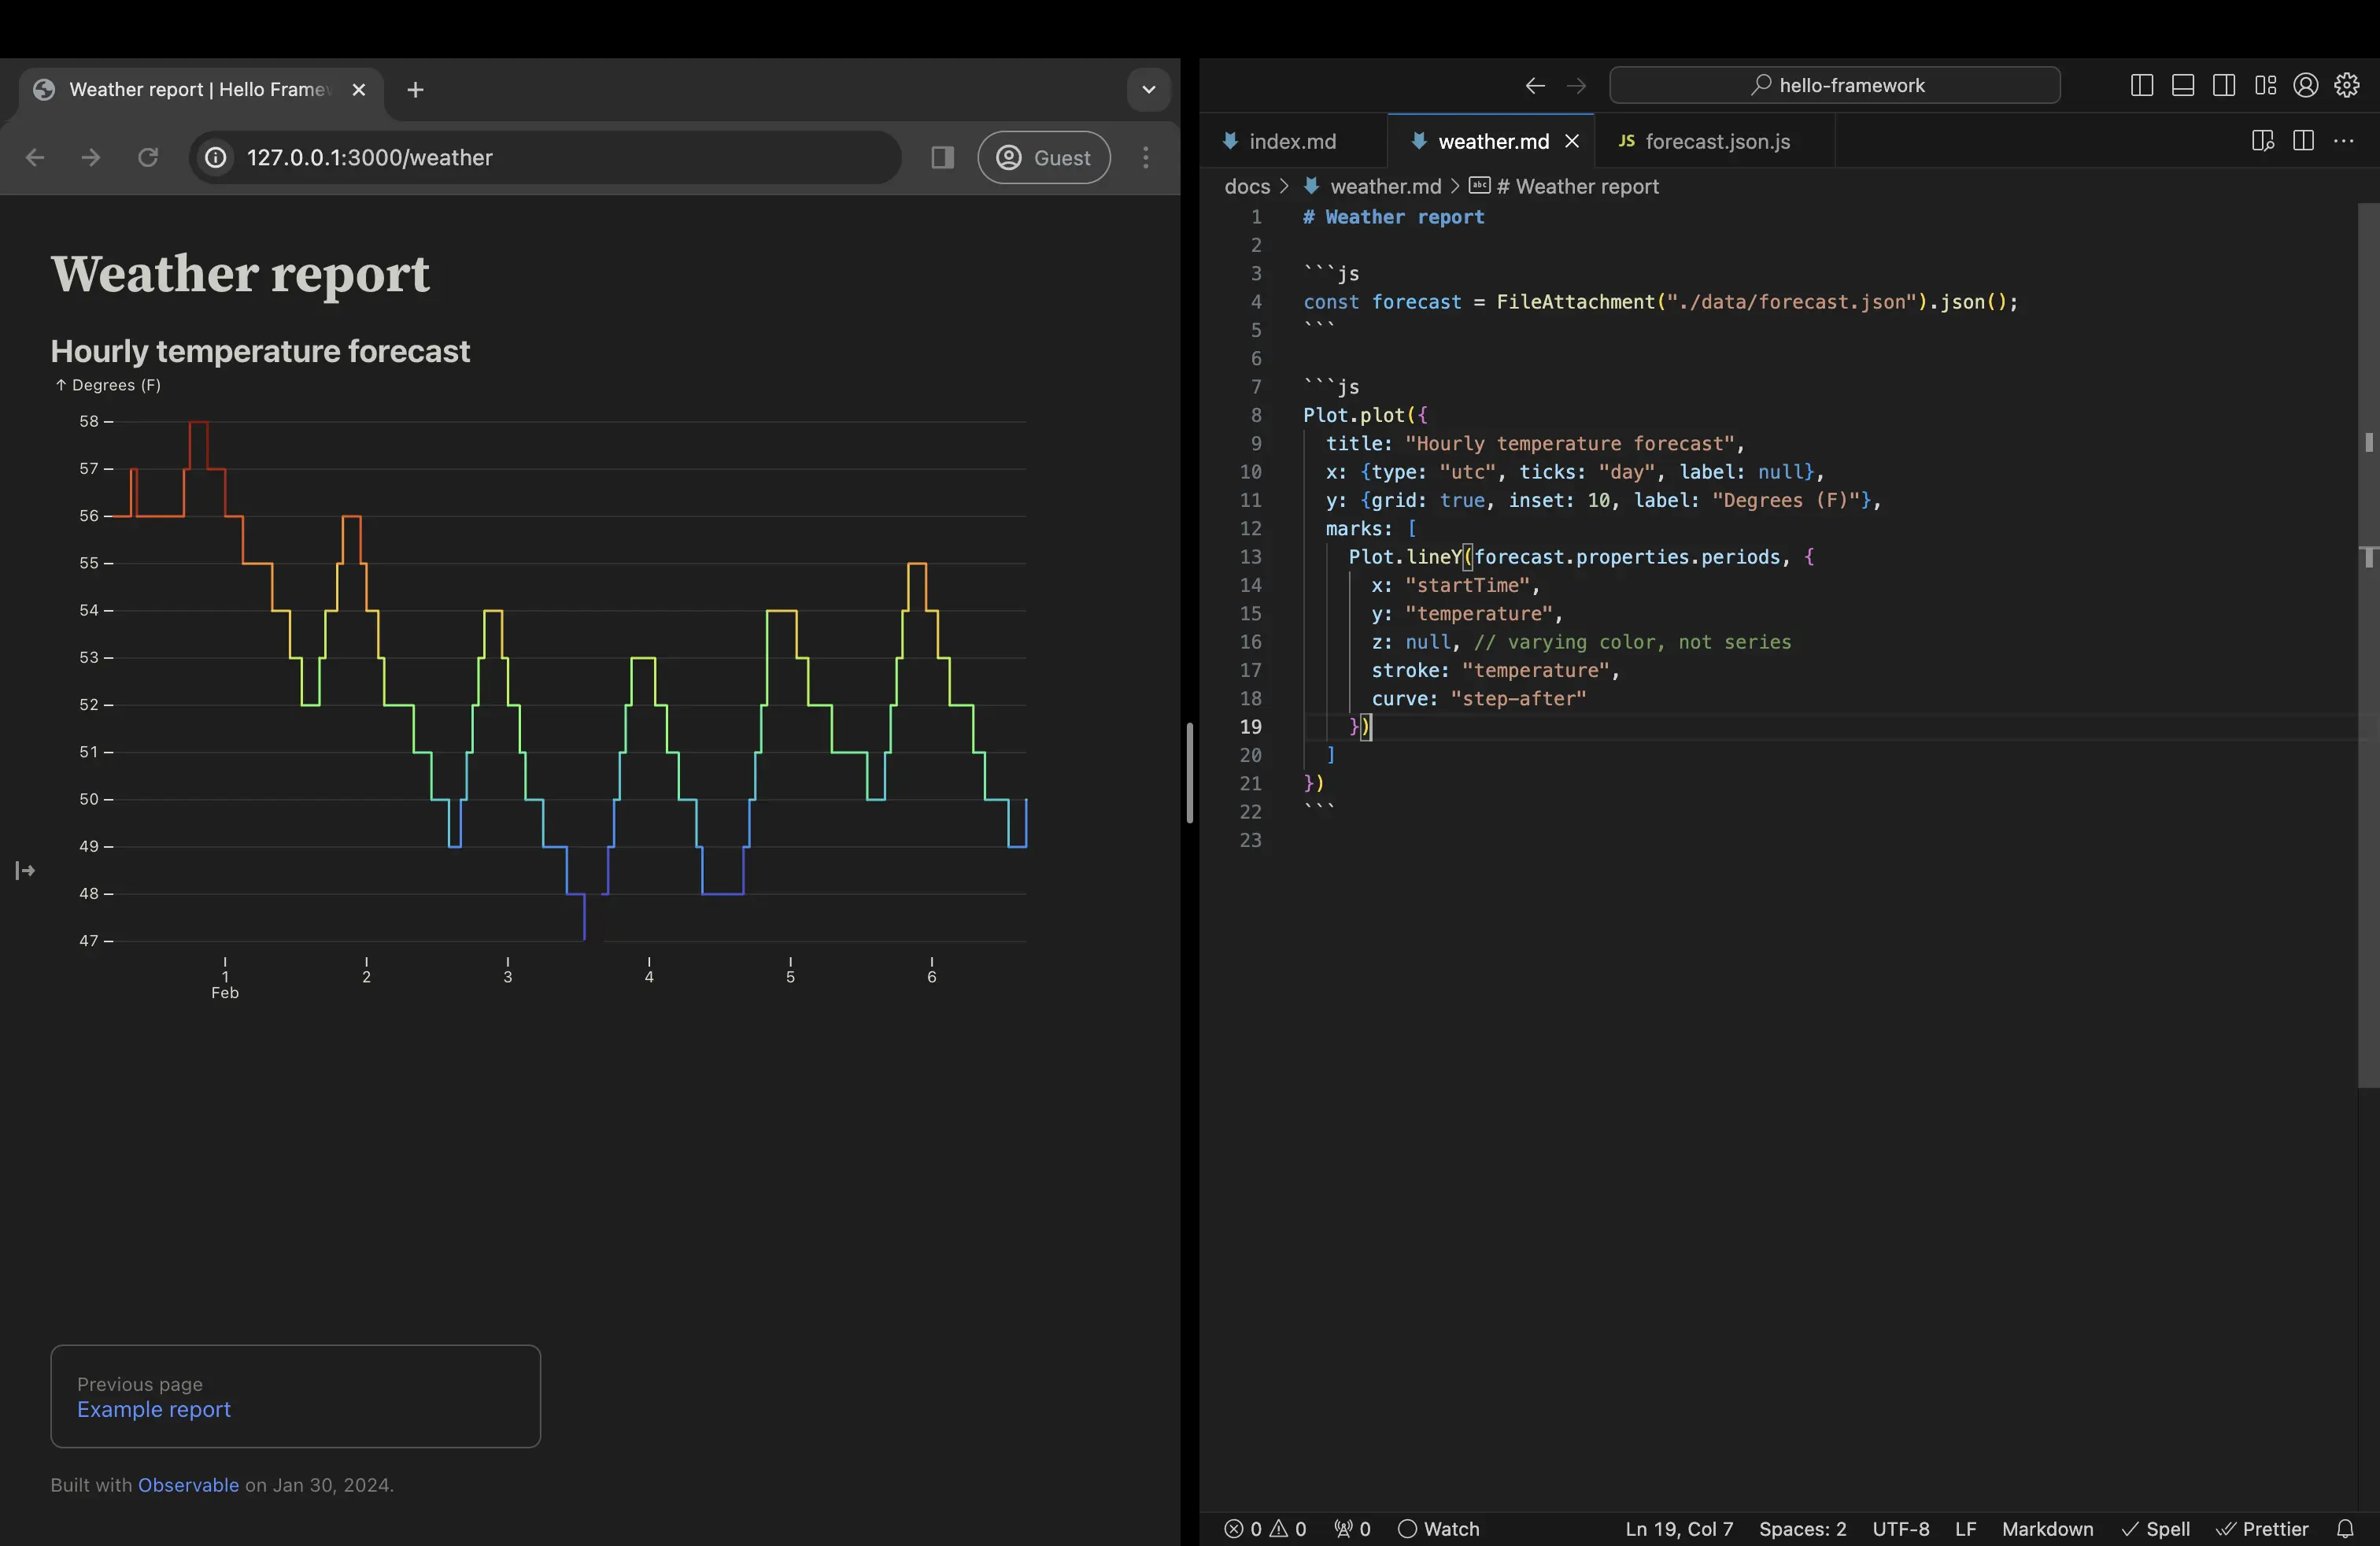 Weather report | Hello Framew
127.0.0.1:3000/weather
Guest
Weather report
Hourly temperature forecast
↑ Degrees (F)
58
57
56
55
54
53
52
51
50
49
48
47
1 2 3 4 5 6
Feb
Previous page
Example report
Built with Observable on Jan 30, 2024.
hello-framework
index.md weather.md JS forecast.json.js
docs > weather.md > abc # Weather report
1 # Weather report
2
3 ```js
4 const forecast = FileAttachment("./data/forecast.json").json();
5 ```
6
7 ```js
8 Plot.plot({
9   title: "Hourly temperature forecast",
10   x: {type: "utc", ticks: "day", label: null},
11   y: {grid: true, inset: 10, label: "Degrees (F)"},
12   marks: [
13     Plot.lineY(forecast.properties.periods, {
14       x: "startTime",
15       y: "temperature",
16       z: null, // varying color, not series
17       stroke: "temperature",
18       curve: "step-after"
19     })
20   ]
21 })
22 ```
23
0 0 0 Watch Ln 19, Col 7 Spaces: 2 UTF-8 LF Markdown Spell Prettier